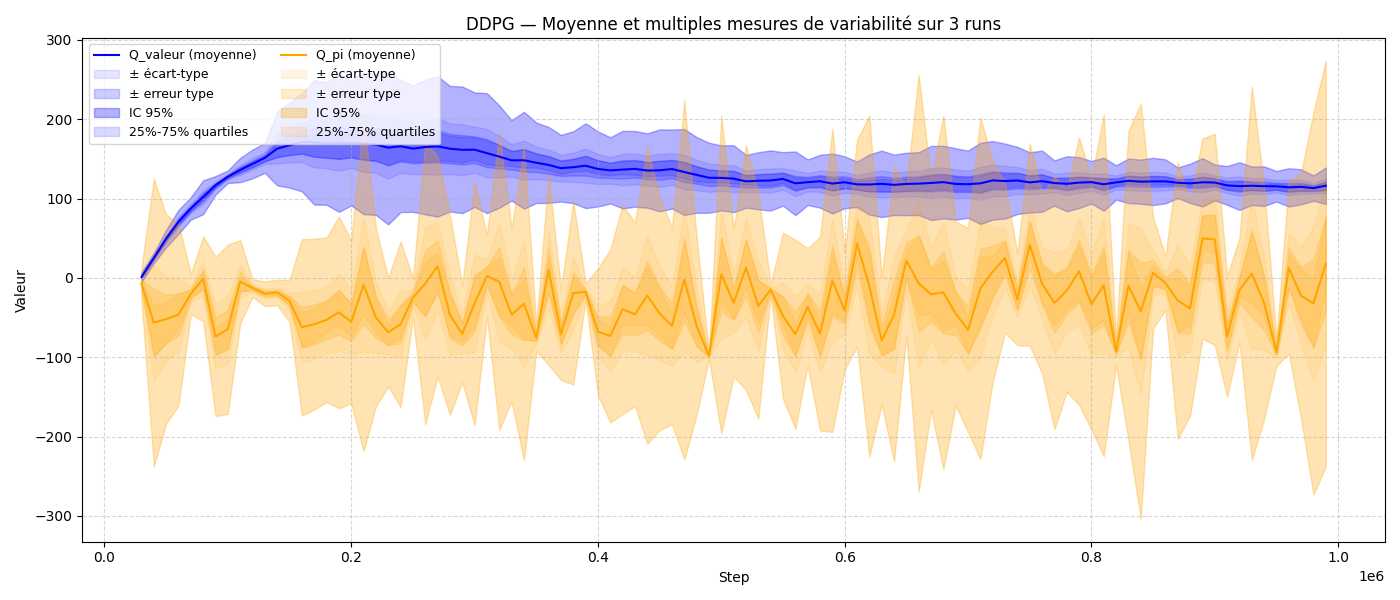 DDPG — Moyenne et multiples mesures de variabilité sur 3 runs
Q_valeur (moyenne)
± écart-type
± erreur type
IC 95%
25%-75% quartiles
Q_pi (moyenne)
± écart-type
± erreur type
IC 95%
25%-75% quartiles
Valeur
300
200
100
0
−100
−200
−300
0.0
0.2
0.4
0.6
0.8
1.0
1e6
Step